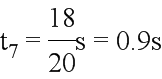 t₇ = 18/20 s = 0.9s